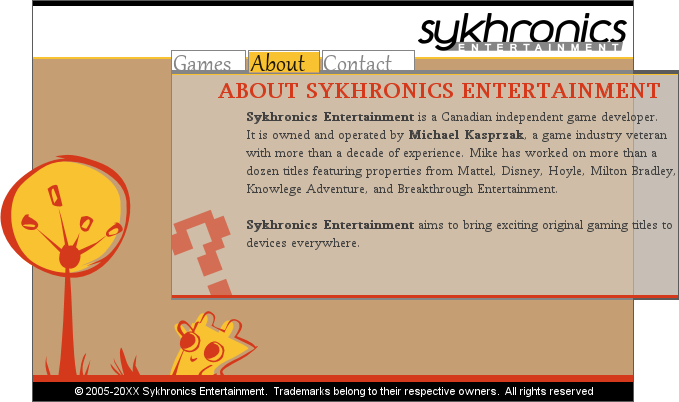 sykhronics
ENTERTAINMENT
Games About Contact
ABOUT SYKHRONICS ENTERTAINMENT
Sykhronics Entertainment is a Canadian independent game developer.
It is owned and operated by Michael Kasprzak, a game industry veteran
with more than a decade of experience. Mike has worked on more than a
dozen titles featuring properties from Mattel, Disney, Hoyle, Milton Bradley,
Knowlege Adventure, and Breakthrough Entertainment.
Sykhronics Entertainment aims to bring exciting original gaming titles to
devices everywhere.
?
© 2005-20XX Sykhronics Entertainment. Trademarks belong to their respective owners. All rights reserved